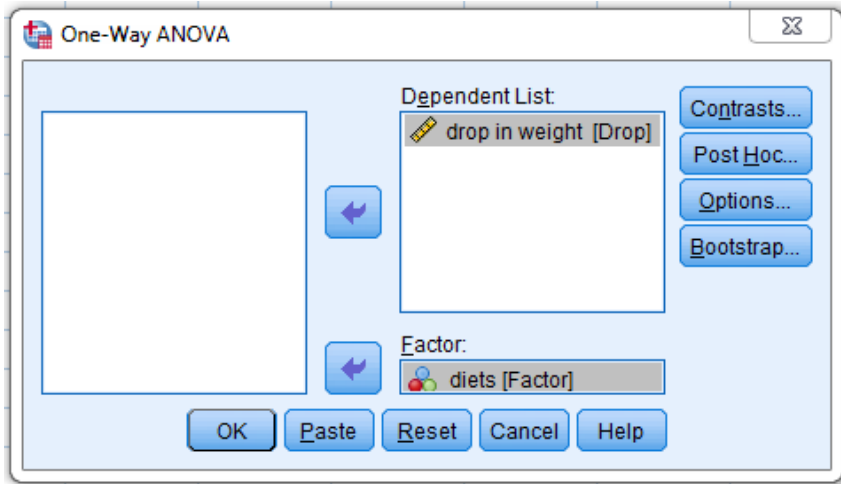 One-Way ANOVA
Dependent List:
drop in weight [Drop]
Contrasts...
Post Hoc...
Options...
Bootstrap...
Factor:
diets [Factor]
OK Paste Reset Cancel Help